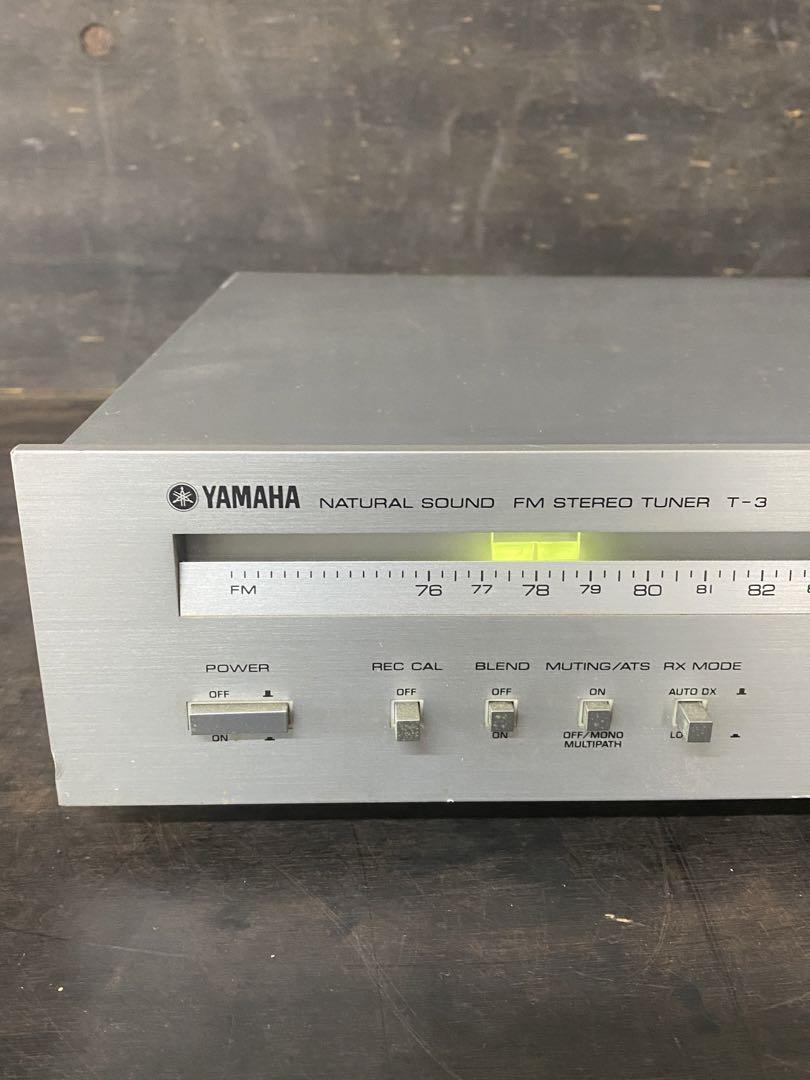 YAMAHA NATURAL SOUND FM STEREO TUNER T-3
FM 76 77 78 79 80 81 82
POWER REC CAL BLEND MUTING/ATS RX MODE
OFF OFF OFF ON AUTO DX
ON ON OFF/MONO LO
MULTIPATH